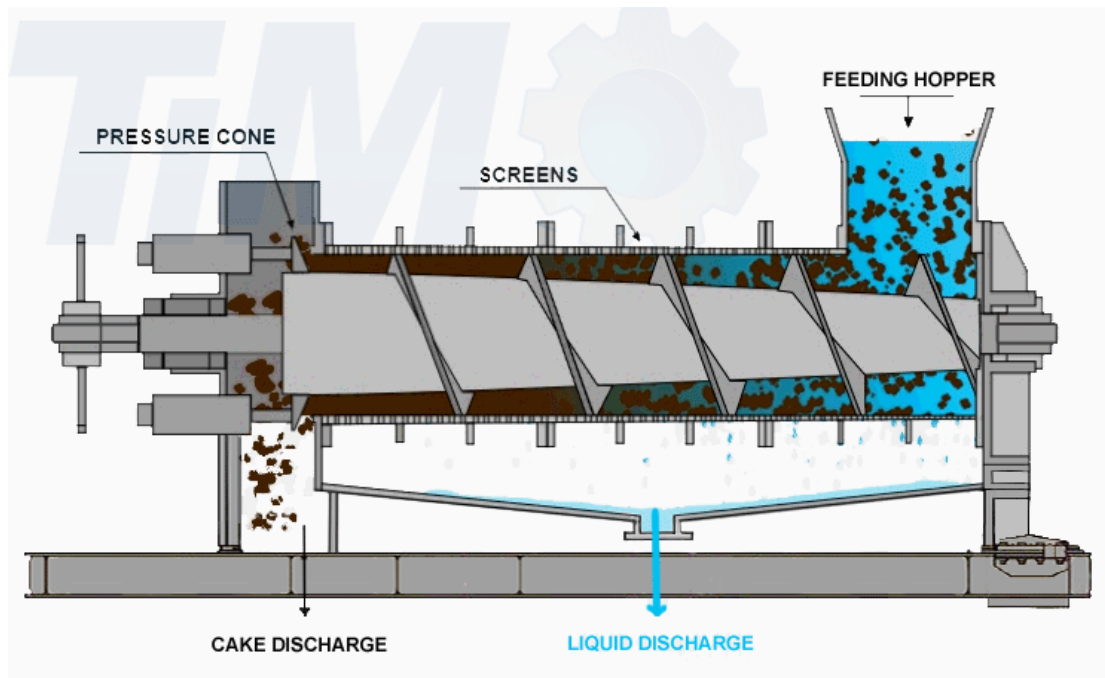 TiM
FEEDING HOPPER
PRESSURE CONE
SCREENS
CAKE DISCHARGE
LIQUID DISCHARGE